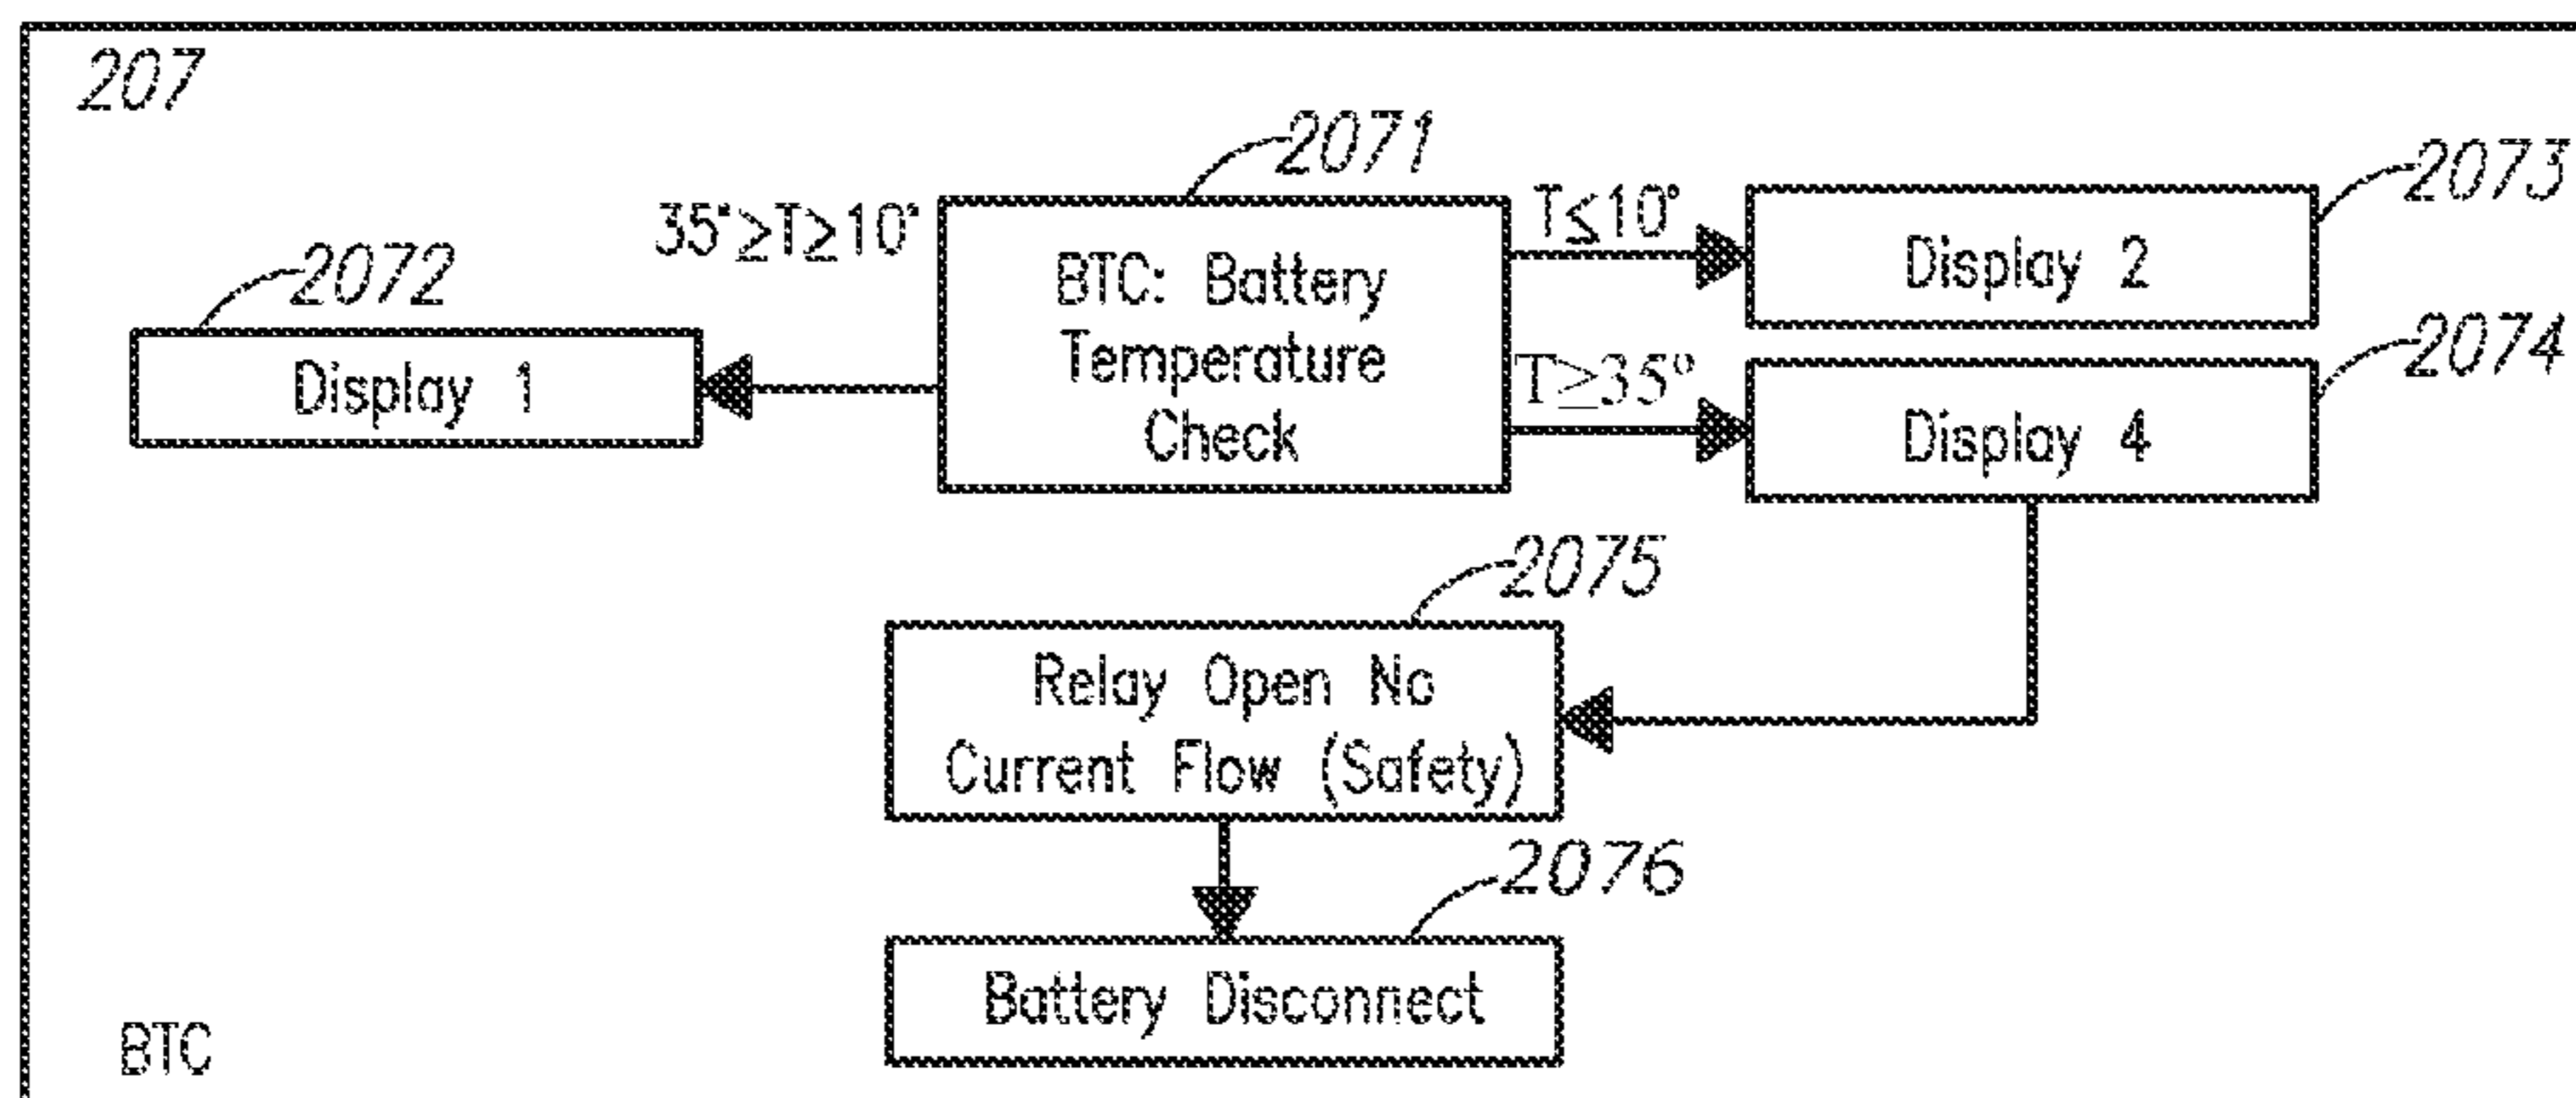 207
2071
2073
35°≥T≥10°
T≤10°
2072
BTC: Battery
Temperature
Check
Display 2
2074
Display 1
T≥35°
Display 4
2075
Relay Open No
Current Flow (Safety)
2076
Battery Disconnect
BTC